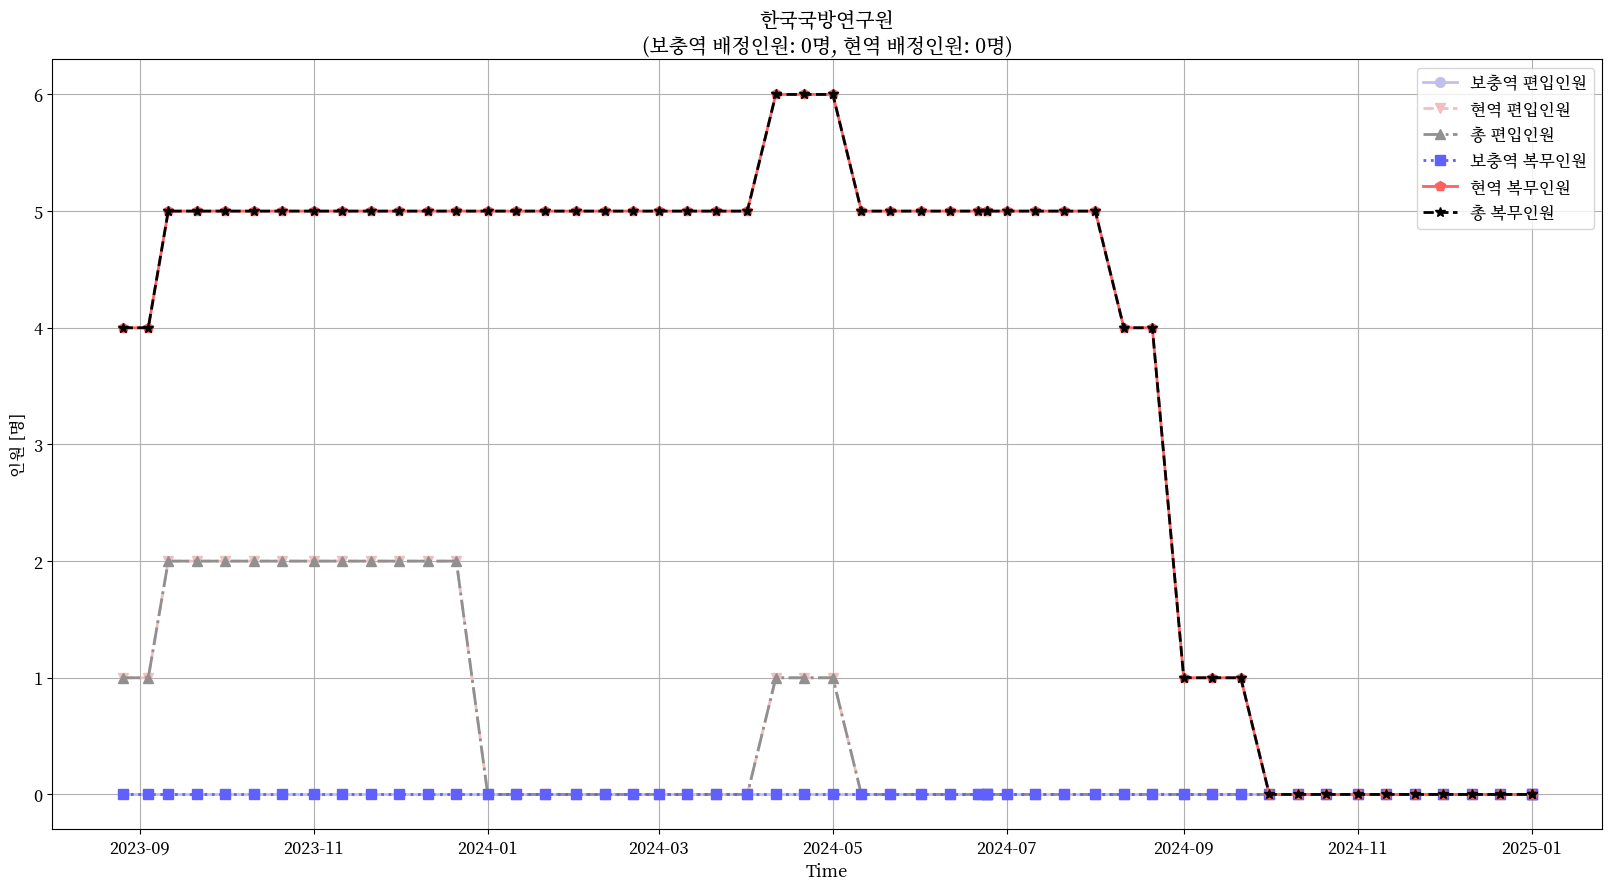 한국국방연구원
(보충역 배정인원: 0명, 현역 배정인원: 0명)
보충역 편입인원
현역 편입인원
총 편입인원
보충역 복무인원
현역 복무인원
총 복무인원
인원 [명]
6
5
4
3
2
1
0
2023-09 2023-11 2024-01 2024-03 2024-05 2024-07 2024-09 2024-11 2025-01
Time